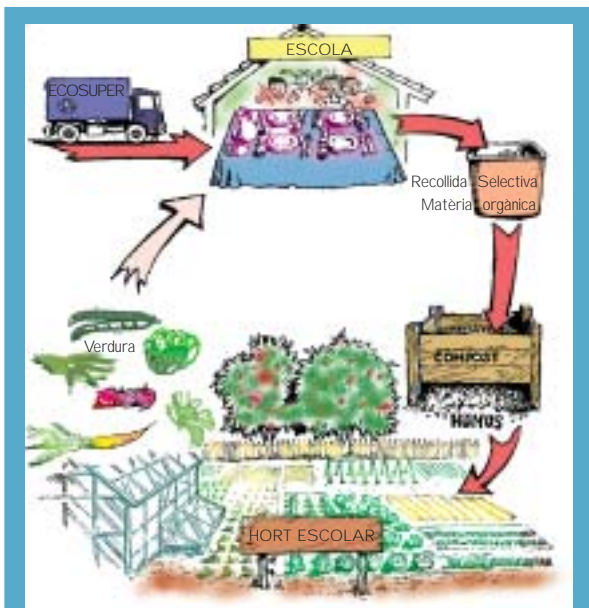 ESCOLA
ECOSUPER
Recollida Selectiva
Matèria orgànica
Verdura
COMPOST
HUMUS
HORT ESCOLAR